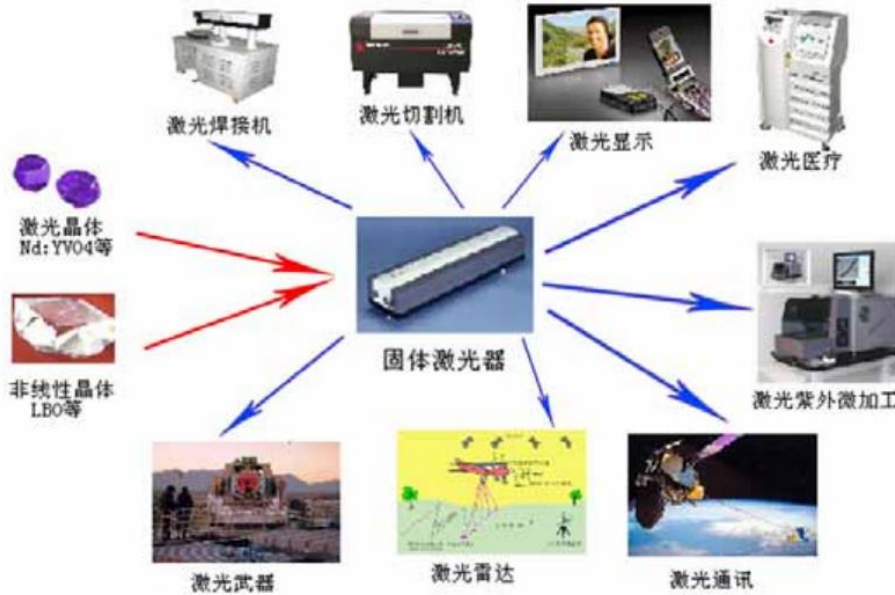 激光焊接机
激光切割机
激光显示
激光医疗
激光晶体
Nd:YVO4等
固体激光器
非线性晶体
LBO等
激光紫外微加工
激光武器
激光雷达
激光通讯